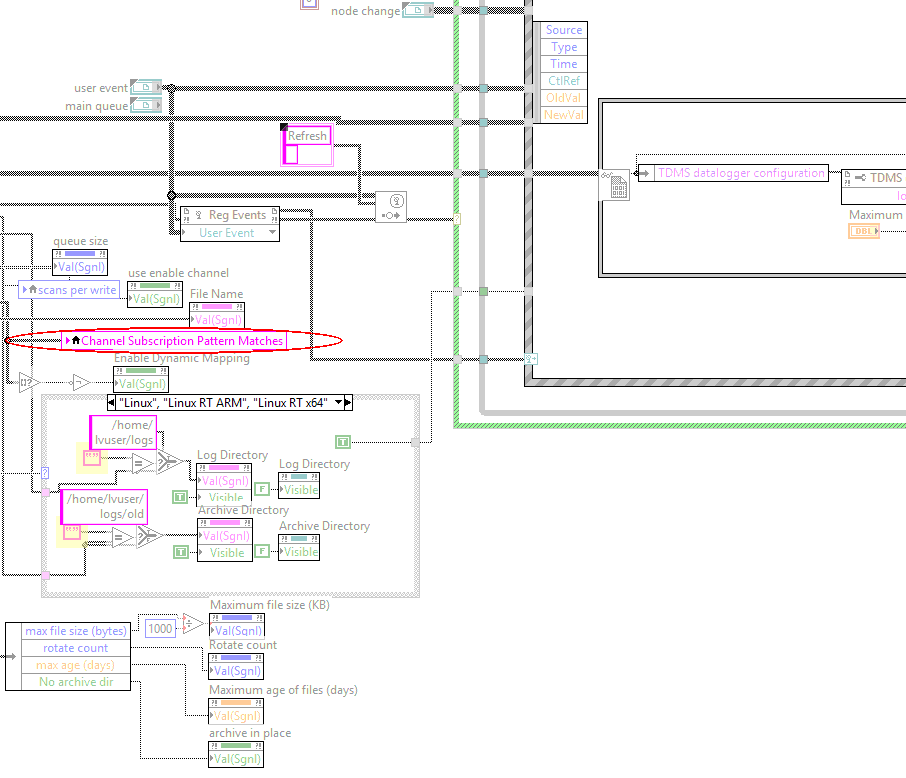 node change
Source
Type
Time
CtlRef
OldVal
NewVal
user event
main queue
Refresh
TDMS datalogger configuration
TDMS
lo
Maximum
DBL
Reg Events
User Event
queue size
Val(Sgnl)
scans per write
use enable channel
Val(Sgnl)
File Name
Val(Sgnl)
Channel Subscription Pattern Matches
Enable Dynamic Mapping
Val(Sgnl)
"Linux", "Linux RT ARM", "Linux RT x64"
/home/
lvuser/logs
T
Log Directory
Val(Sgnl)
T
Visible
Log Directory
F
Visible
/home/lvuser/
logs/old
Archive Directory
Val(Sgnl)
T
Visible
Archive Directory
F
Visible
Maximum file size (KB)
max file size (bytes)
1000
Val(Sgnl)
rotate count
Rotate count
Val(Sgnl)
max age (days)
No archive dir
Maximum age of files (days)
Val(Sgnl)
archive in place
Val(Sgnl)